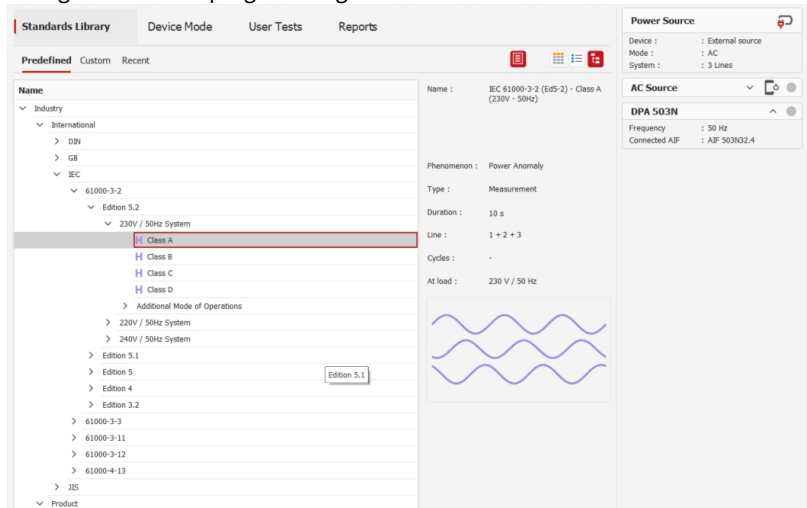 Standards Library Device Mode User Tests Reports
Predefined Custom Recent
Name
Industry
International
DIN
GB
IEC
61000-3-2
Edition 5.2
230V / 50Hz System
H Class A
H Class B
H Class C
H Class D
Additional Mode of Operations
220V / 50Hz System
240V / 50Hz System
Edition 5.1
Edition 5
Edition 5.1
Edition 4
Edition 3.2
61000-3-3
61000-3-11
61000-3-12
61000-4-13
JIS
Product
Name : IEC 61000-3-2 (Ed5-2) - Class A
(230V - 50Hz)
Phenomenon : Power Anomaly
Type : Measurement
Duration : 10 s
Line : 1 + 2 + 3
Cycles : -
At load : 230 V / 50 Hz
Power Source
Device : : External source
Mode : : AC
System : : 3 Lines
AC Source
DPA 503N
Frequency : 50 Hz
Connected AIF : AIF 503N32.4